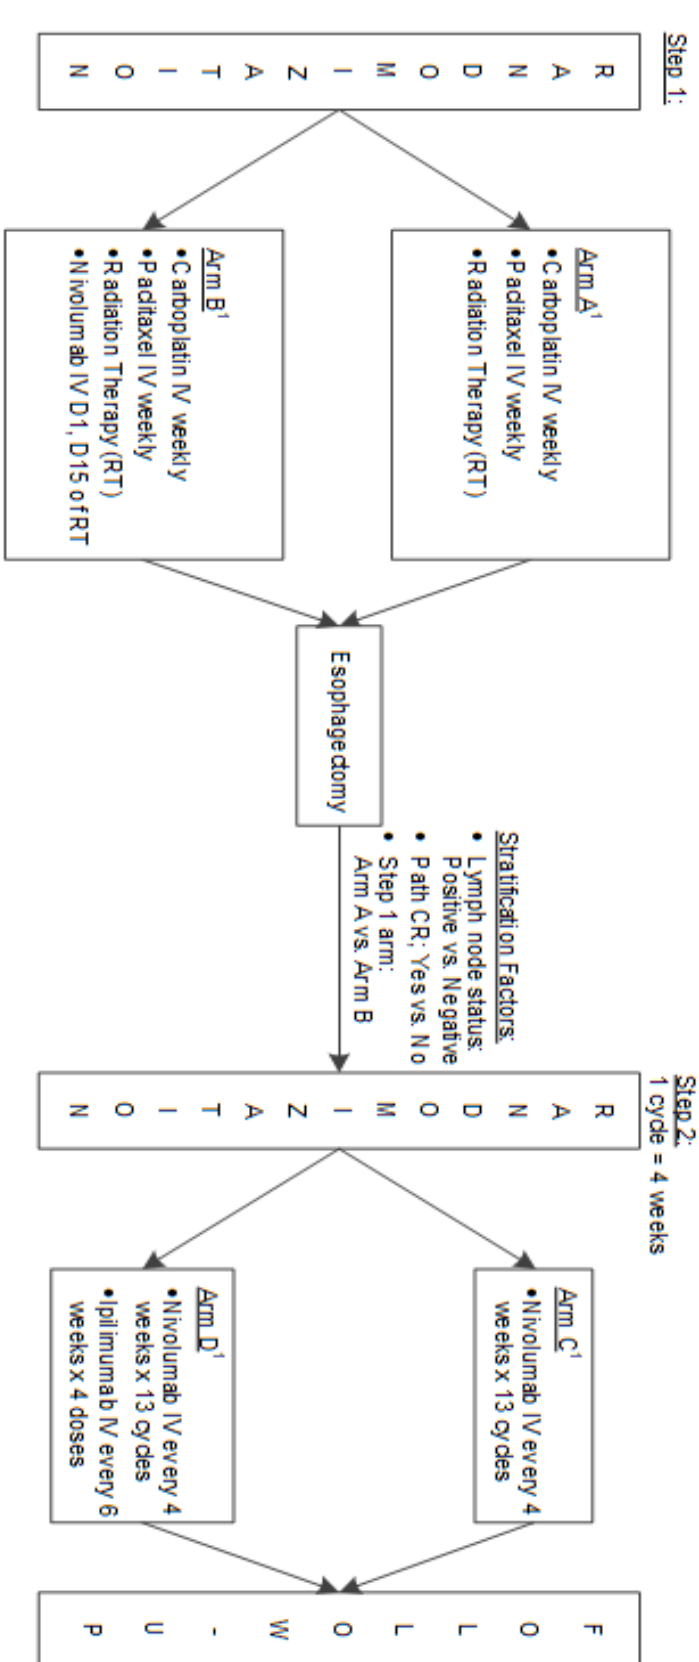 Step 1:
R A N D O M I Z A T I O N
Arm A¹
•Carboplatin IV weekly
•Paclitaxel IV weekly
•Radiation Therapy (RT)
Arm B¹
•Carboplatin IV weekly
•Paclitaxel IV weekly
•Radiation Therapy (RT)
•Nivolumab IV D1, D15 of RT
Esophagectomy
Stratification Factors:
• Lymph node status:
Positive vs. Negative
• Path CR; Yes vs. No
• Step 1 arm:
Arm A vs. Arm B
Step 2:
1 cycle = 4 weeks
R A N D O M I Z A T I O N
Arm C¹
•Nivolumab IV every 4
weeks x 13 cycles
Arm D¹
•Nivolumab IV every 4
weeks x 13 cycles
•Ipilimumab IV every 6
weeks x 4 doses
F O L L O W - U P